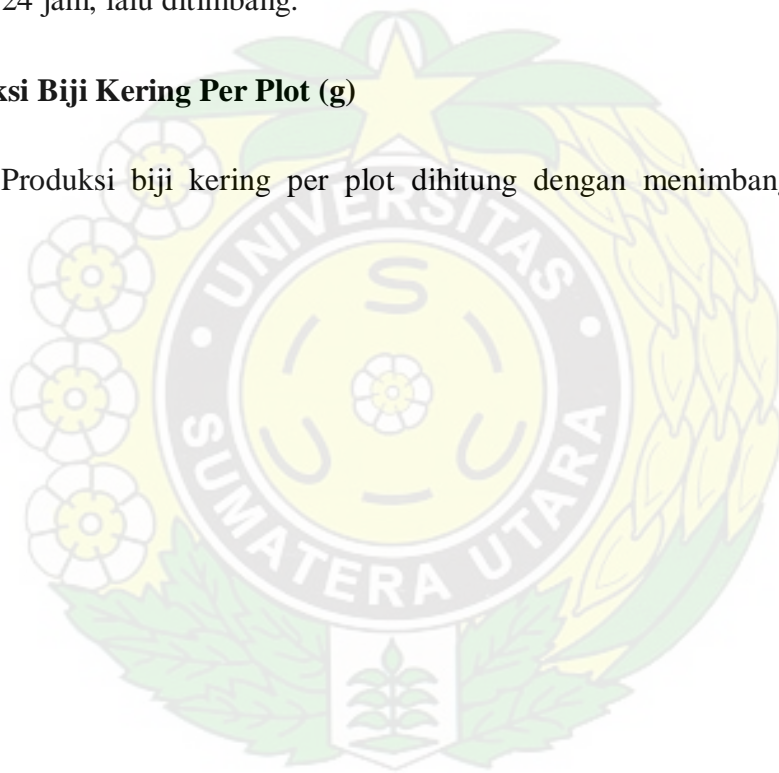 24 jam, lalu ditimbang.
ksi Biji Kering Per Plot (g)
Produksi biji kering per plot dihitung dengan menimbang
UNIVERSITAS
SUMATERA UTARA
U S U